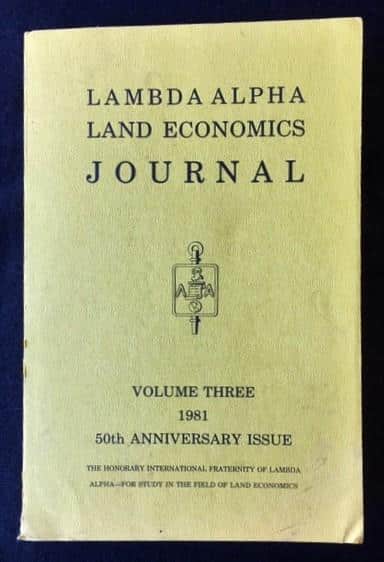 LAMBDA ALPHA
LAND ECONOMICS
JOURNAL
VOLUME THREE
1981
50th ANNIVERSARY ISSUE
THE HONORARY INTERNATIONAL FRATERNITY OF LAMBDA
ALPHA—FOR STUDY IN THE FIELD OF LAND ECONOMICS